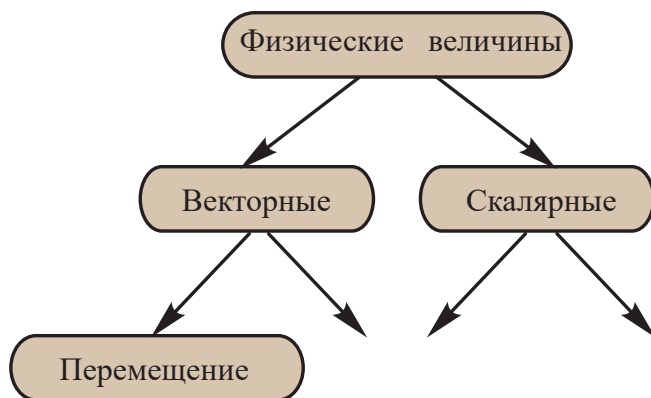 Физические величины
Векторные
Скалярные
Перемещение